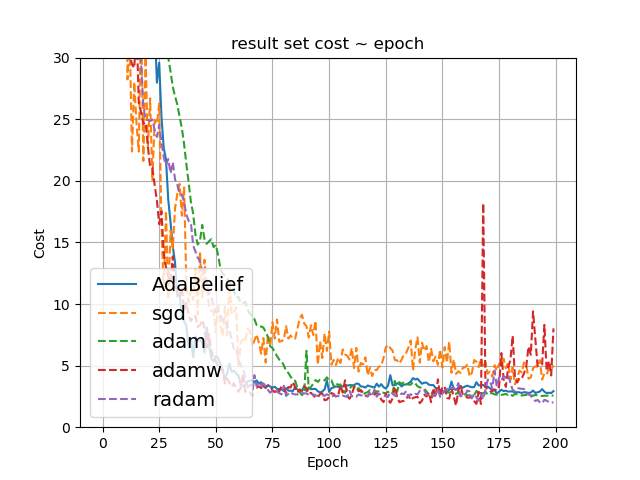 result set cost ~ epoch
30
25
20
15
10
5
0
Cost
AdaBelief
sgd
adam
adamw
radam
0 25 50 75 100 125 150 175 200
Epoch